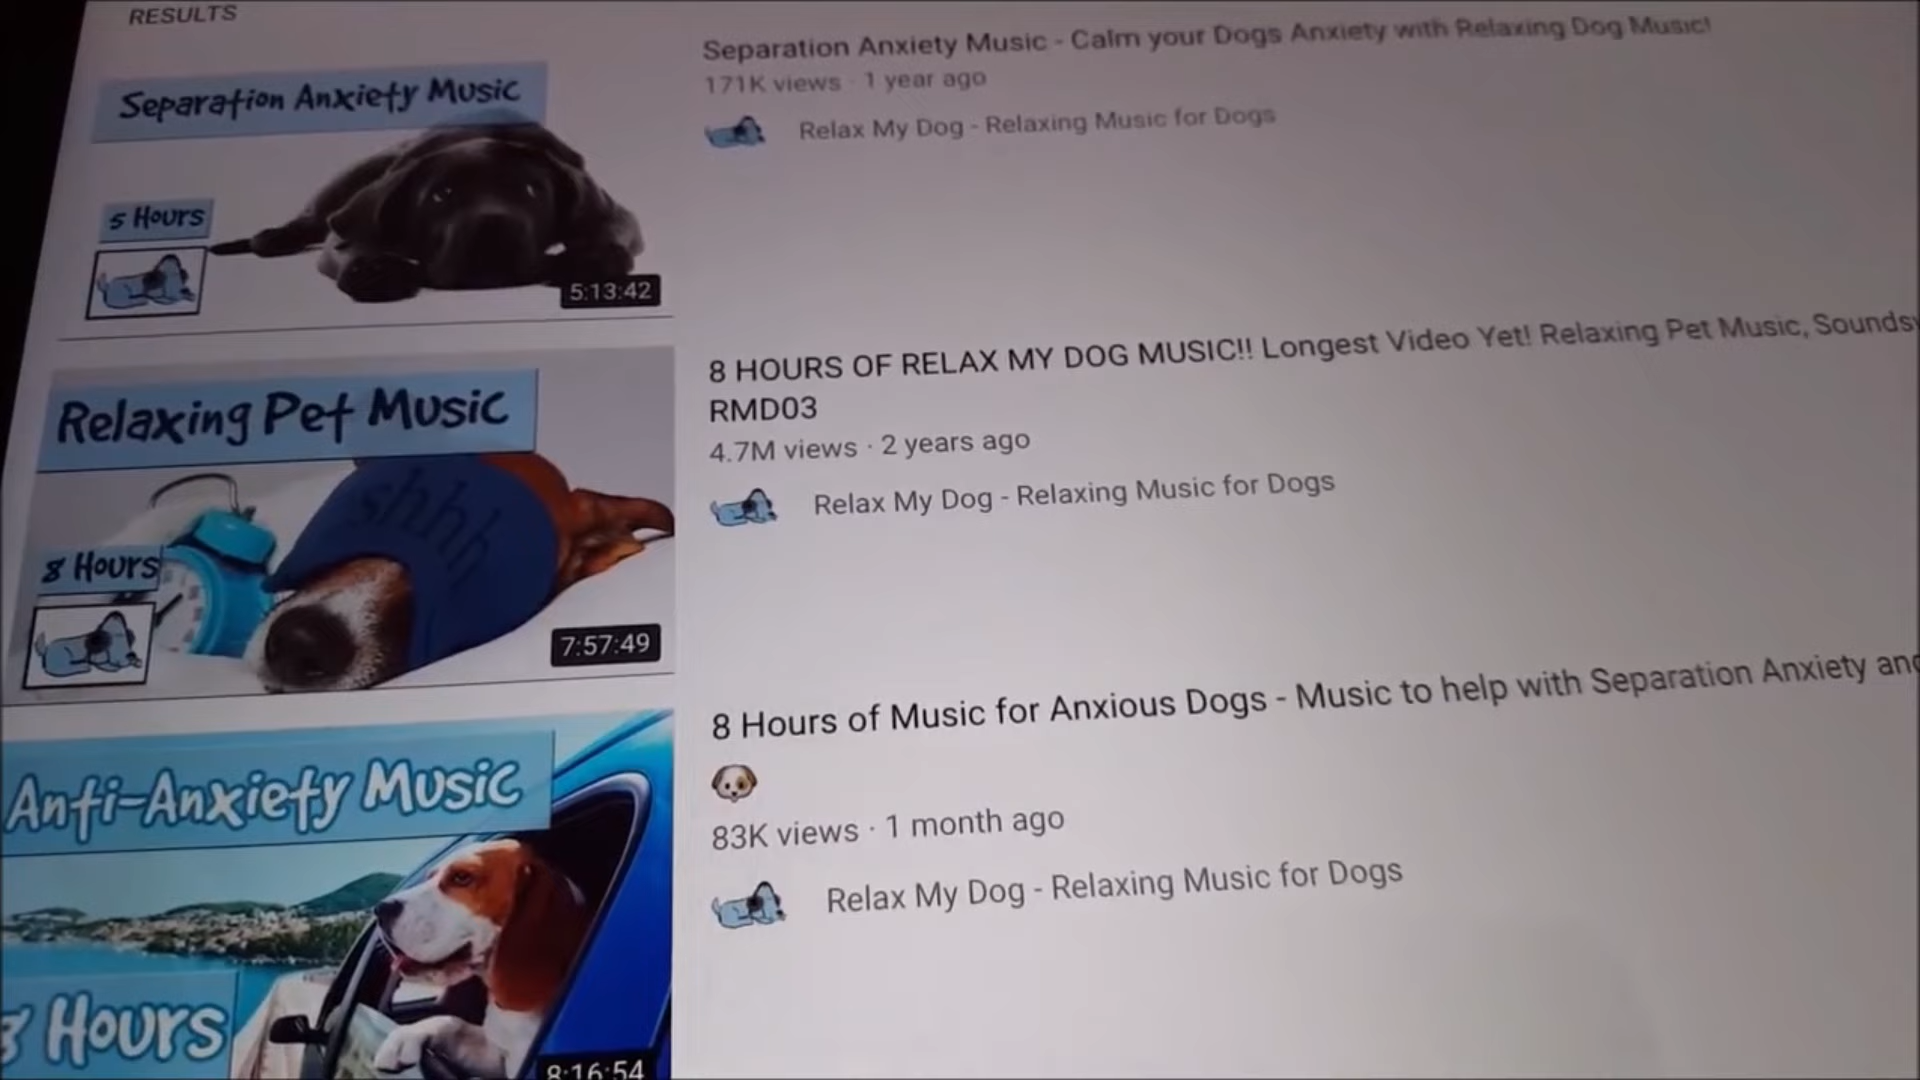 RESULTS
Separation Anxiety Music
5 Hours
5:13:42
Separation Anxiety Music - Calm your Dogs Anxiety with Relaxing Dog Music!
171K views · 1 year ago
Relax My Dog - Relaxing Music for Dogs
Relaxing Pet Music
shhh
8 Hours
7:57:49
8 HOURS OF RELAX MY DOG MUSIC!! Longest Video Yet! Relaxing Pet Music, Sounds
RMD03
4.7M views · 2 years ago
Relax My Dog - Relaxing Music for Dogs
Anti-Anxiety Music
8 Hours
8:16:54
8 Hours of Music for Anxious Dogs - Music to help with Separation Anxiety and
83K views · 1 month ago
Relax My Dog - Relaxing Music for Dogs